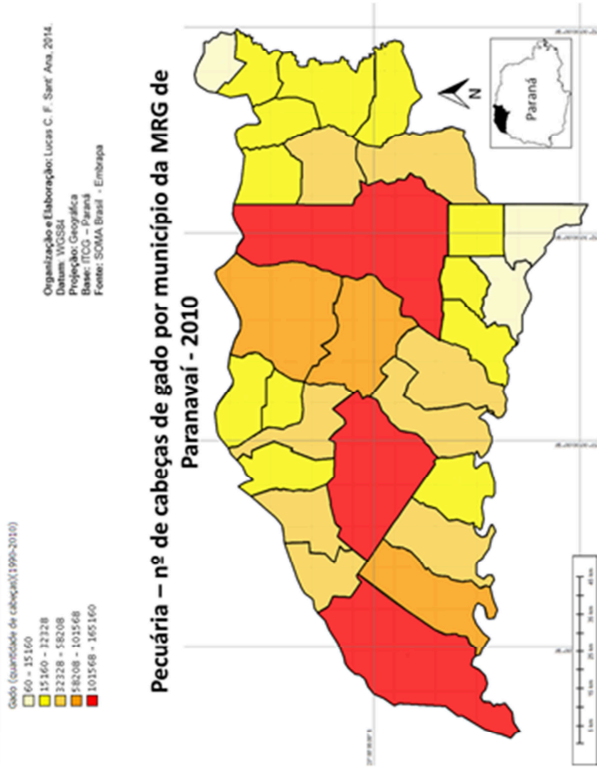 Pecuária – nº de cabeças de gado por município da MRG de
Paranavaí - 2010
Organização e Elaboração: Lucas C. F. Sant' Ana, 2014.
Datum: WGS84
Projeção: Geográfica
Base: ITCG – Paraná
Fonte: SOMA Brasil - Embrapa
Gado (quantidade de cabeças)(1990-2010)
60 - 15160
15160 - 32328
32328 - 58208
58208 - 101568
101568 - 165160
N
Paraná